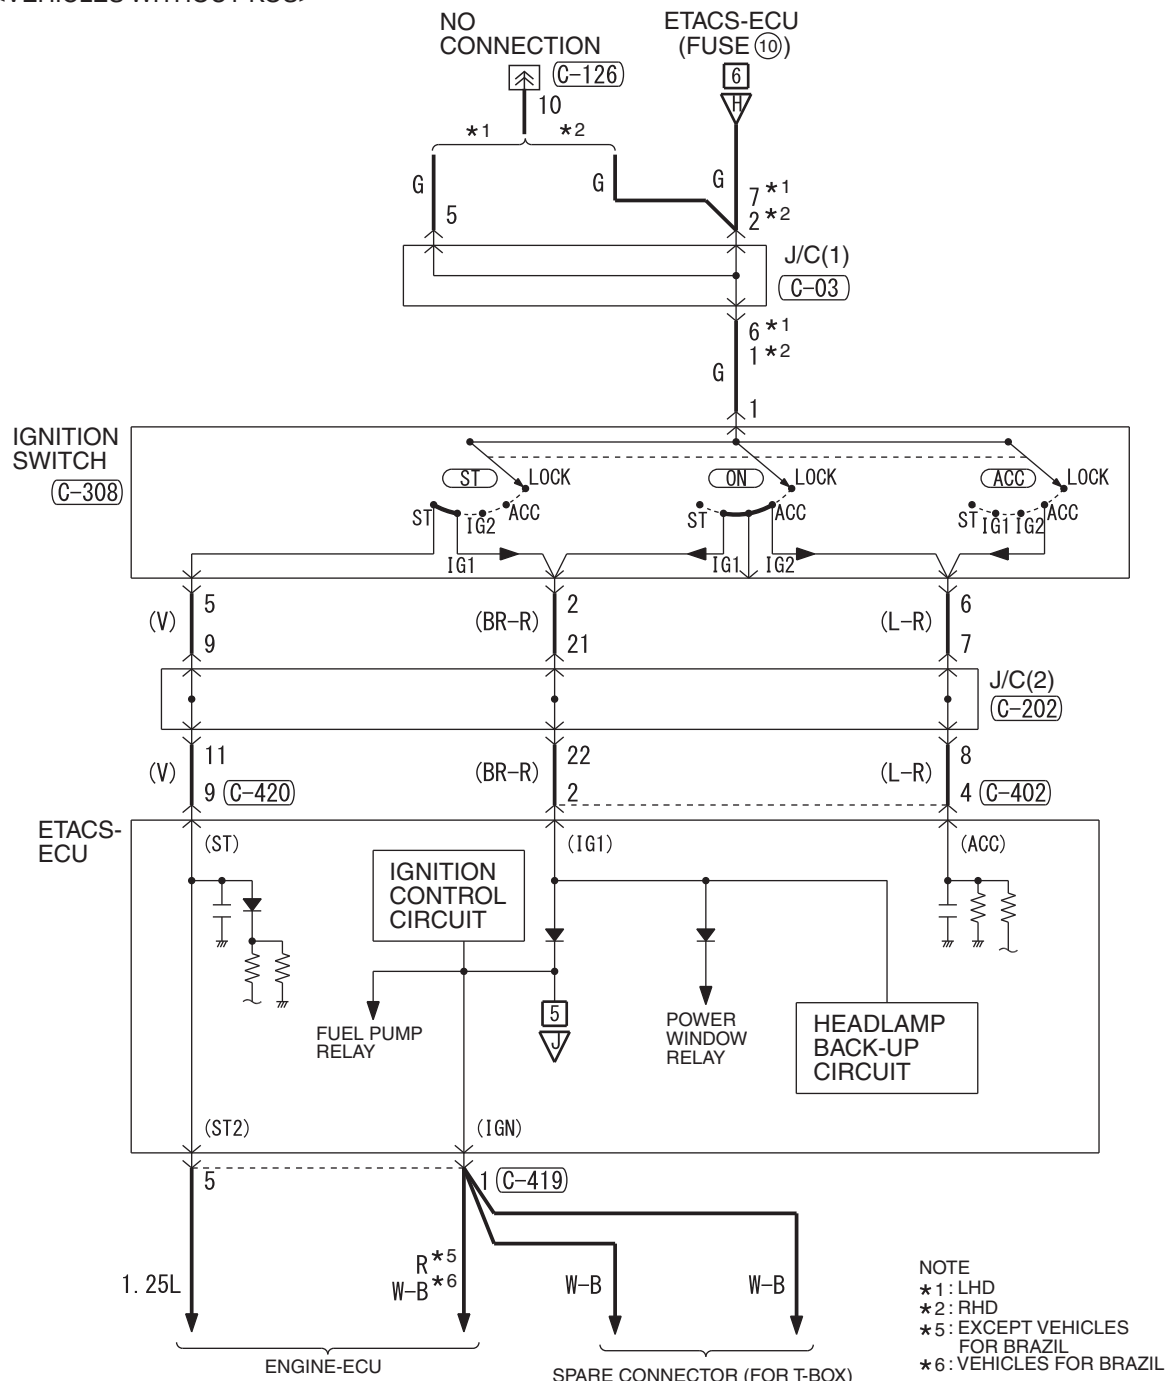 <VEHICLES WITHOUT KOS>
NO
CONNECTION
C-126
ETACS-ECU
(FUSE 10)
6
H
10
*1
*2
G
5
G
G
7*1
2*2
J/C(1)
C-03
6*1
1*2
G
1
IGNITION
SWITCH
C-308
ST
LOCK
ST
IG2
ACC
IG1
ON
LOCK
ST
ACC
IG1
IG2
ACC
LOCK
ST
IG1
IG2
ACC
(V)
5
9
(BR-R)
2
21
(L-R)
6
7
J/C(2)
C-202
(V)
11
9
C-420
(BR-R)
22
2
(L-R)
8
4
C-402
ETACS-
ECU
(ST)
(IG1)
(ACC)
IGNITION
CONTROL
CIRCUIT
FUEL PUMP
RELAY
5
J
POWER
WINDOW
RELAY
HEADLAMP
BACK-UP
CIRCUIT
(ST2)
(IGN)
5
1
C-419
1.25L
R*5
W-B*6
W-B
W-B
ENGINE-ECU
SPARE CONNECTOR (FOR T-BOX)
NOTE
*1: LHD
*2: RHD
*5: EXCEPT VEHICLES
FOR BRAZIL
*6: VEHICLES FOR BRAZIL